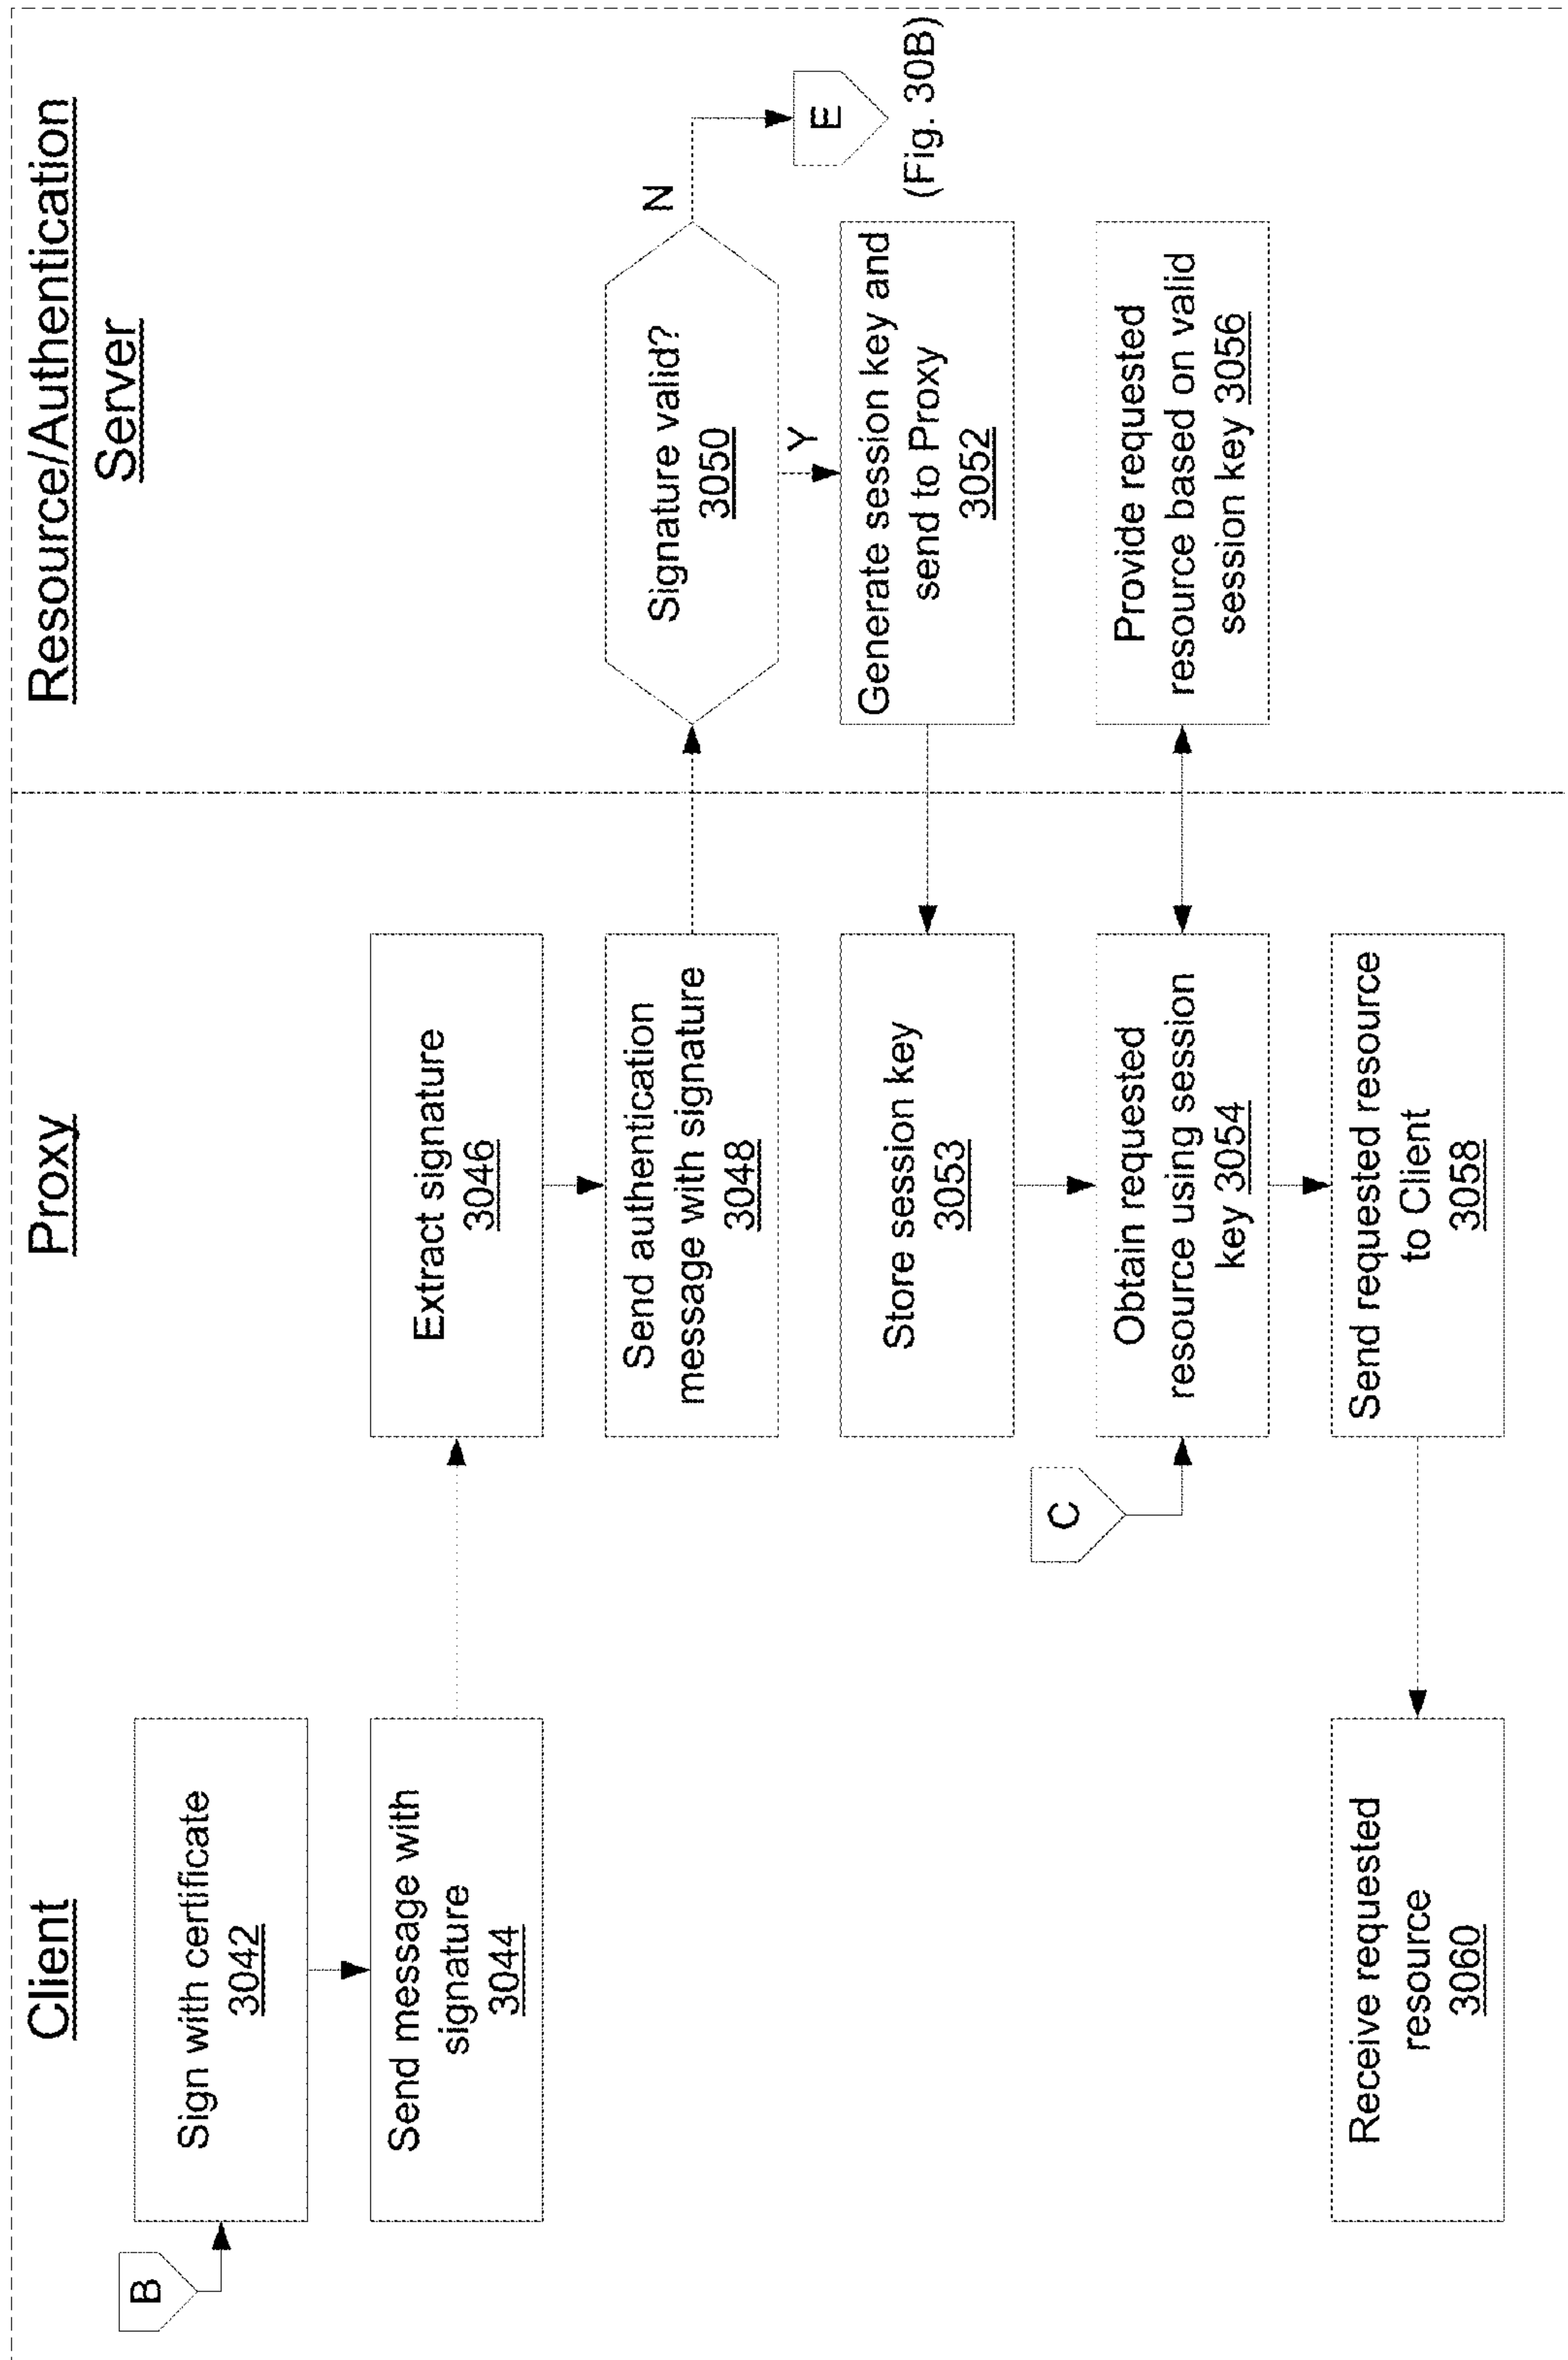 Client
Proxy
Resource/Authentication
Server
B
Sign with certificate
3042
Send message with
signature
3044
Extract signature
3046
Send authentication
message with signature
3048
Signature valid?
3050
N
E
(Fig. 30B)
Y
Generate session key and
send to Proxy
3052
Store session key
3053
C
Obtain requested
resource using session
key 3054
Provide requested
resource based on valid
session key 3056
Send requested resource
to Client
3058
Receive requested
resource
3060